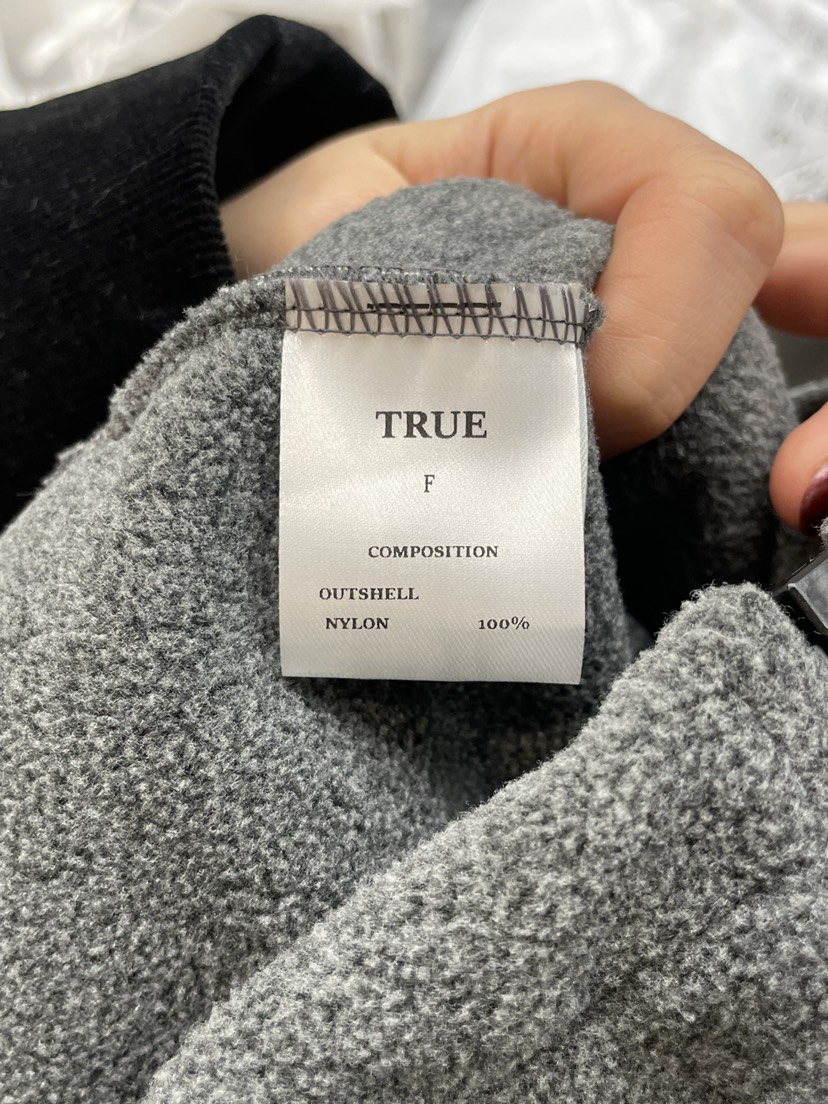 TRUE
F
COMPOSITION
OUTSHELL
NYLON 100%